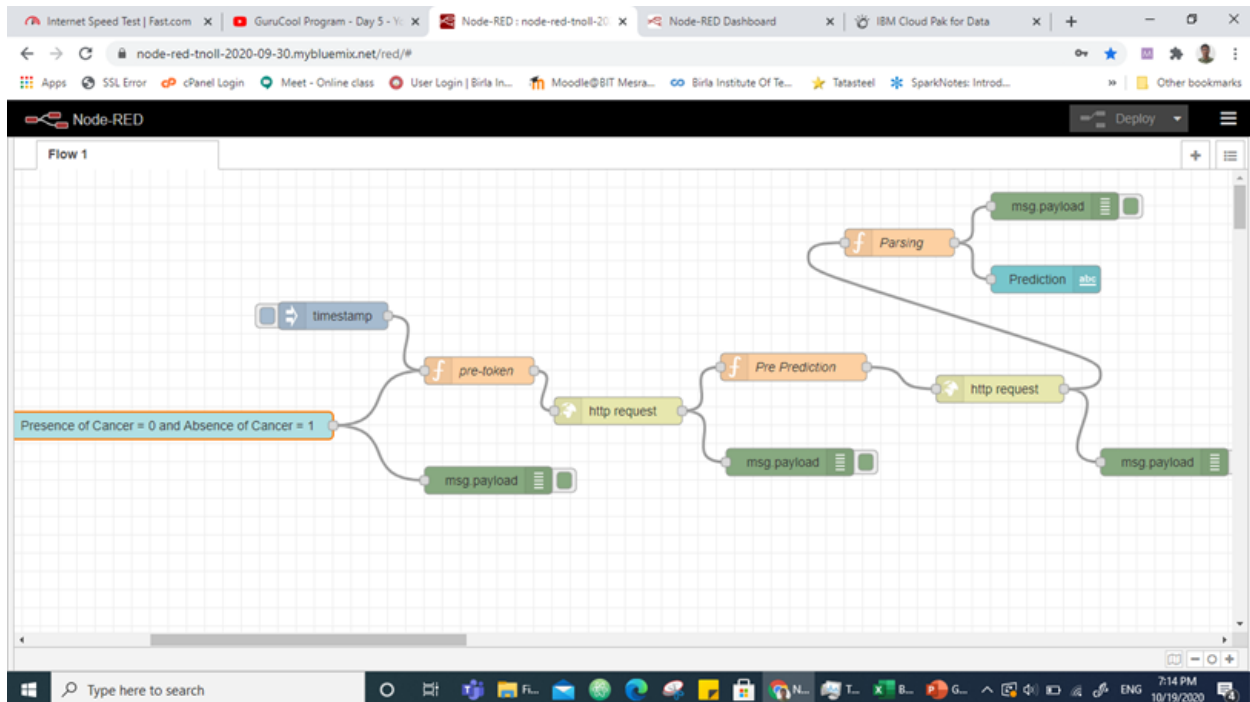 Internet Speed Test | Fast.com
GuruCool Program - Day 5 - Yo
Node-RED : node-red-tnoll-20
Node-RED Dashboard
IBM Cloud Pak for Data
node-red-tnoll-2020-09-30.mybluemix.net/red/#
Apps SSL Error cPanel Login Meet - Online class User Login | Birla In... Moodle@BIT Mesra... Birla Institute Of Te... Tatasteel SparkNotes: Introd... » Other bookmarks
Node-RED
Deploy
Flow 1
msg.payload
Parsing
Prediction abc
timestamp
pre-token
Pre Prediction
http request
http request
Presence of Cancer = 0 and Absence of Cancer = 1
msg.payload
msg.payload
msg.payload
Type here to search
Fi... N... T... B... G... ENG
7:14 PM
10/19/2020